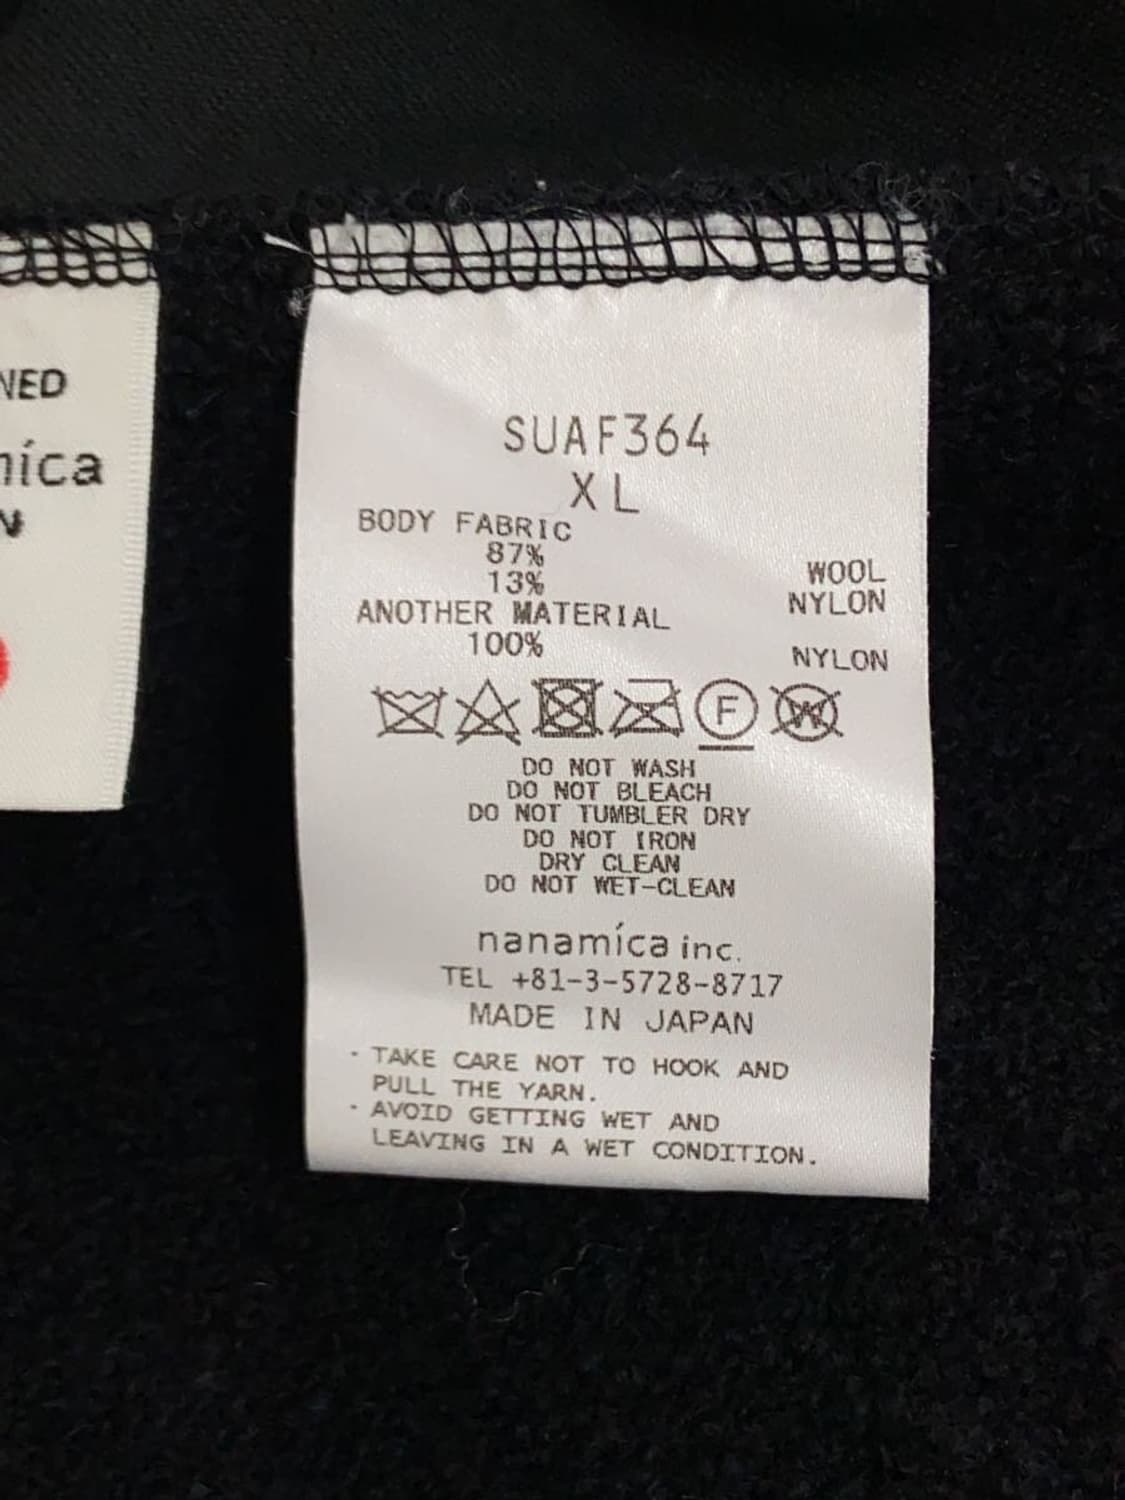 NED
SUAF364
XL
BODY FABRIC
87% WOOL
13% NYLON
ANOTHER MATERIAL
100% NYLON
F W
DO NOT WASH
DO NOT BLEACH
DO NOT TUMBLER DRY
DO NOT IRON
DRY CLEAN
DO NOT WET-CLEAN
nanamíca inc.
TEL +81-3-5728-8717
MADE IN JAPAN
· TAKE CARE NOT TO HOOK AND
PULL THE YARN.
· AVOID GETTING WET AND
LEAVING IN A WET CONDITION.